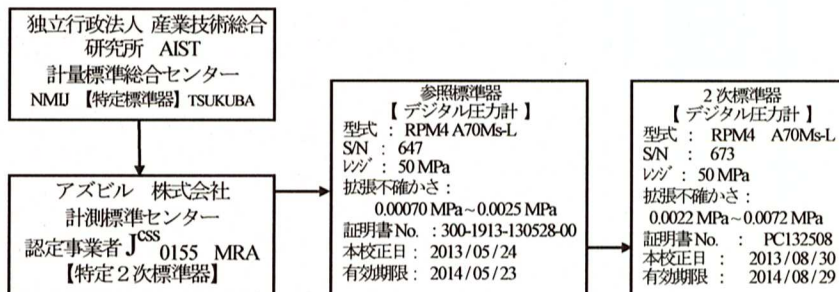 独立行政法人 産業技術総合
研究所 AIST
計量標準総合センター
NMIJ 【特定標準器】 TSUKUBA
アズビル 株式会社
計測標準センター
認定事業者 JCSS 0155 MRA
【特定2次標準器】
参照標準器
【 デジタル圧力計 】
型式 : RPM4 A70Ms-L
S/N : 647
レンジ : 50 MPa
拡張不確かさ :
0.00070 MPa~0.0025 MPa
証明書 No. : 300-1913-130528-00
本校正日 : 2013/05/24
有効期限 : 2014/05/23
2次標準器
【 デジタル圧力計 】
型式 : RPM4 A70Ms-L
S/N : 673
レンジ : 50 MPa
拡張不確かさ :
0.0022 MPa~0.0072 MPa
証明書 No. : PC132508
本校正日 : 2013/08/30
有効期限 : 2014/08/29